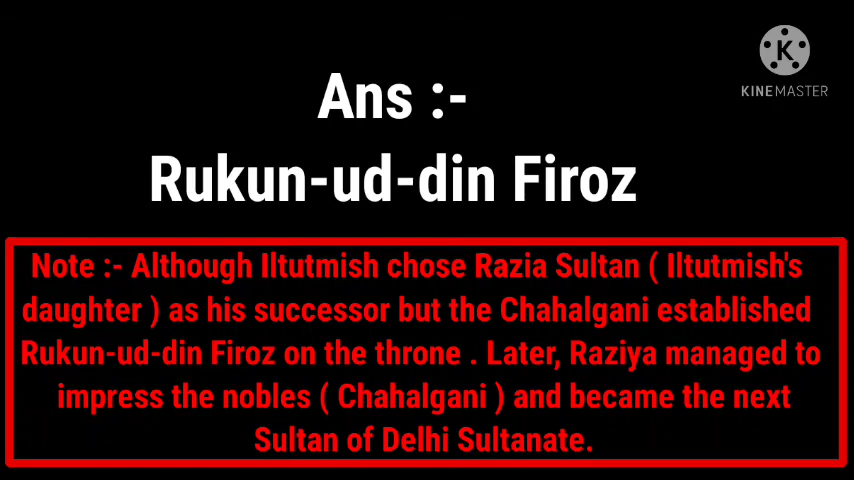 K
KINEMASTER
Ans :-
Rukun-ud-din Firoz
Note :- Although Iltutmish chose Razia Sultan ( Iltutmish's
daughter ) as his successor but the Chahalgani established
Rukun-ud-din Firoz on the throne . Later, Raziya managed to
impress the nobles ( Chahalgani ) and became the next
Sultan of Delhi Sultanate.